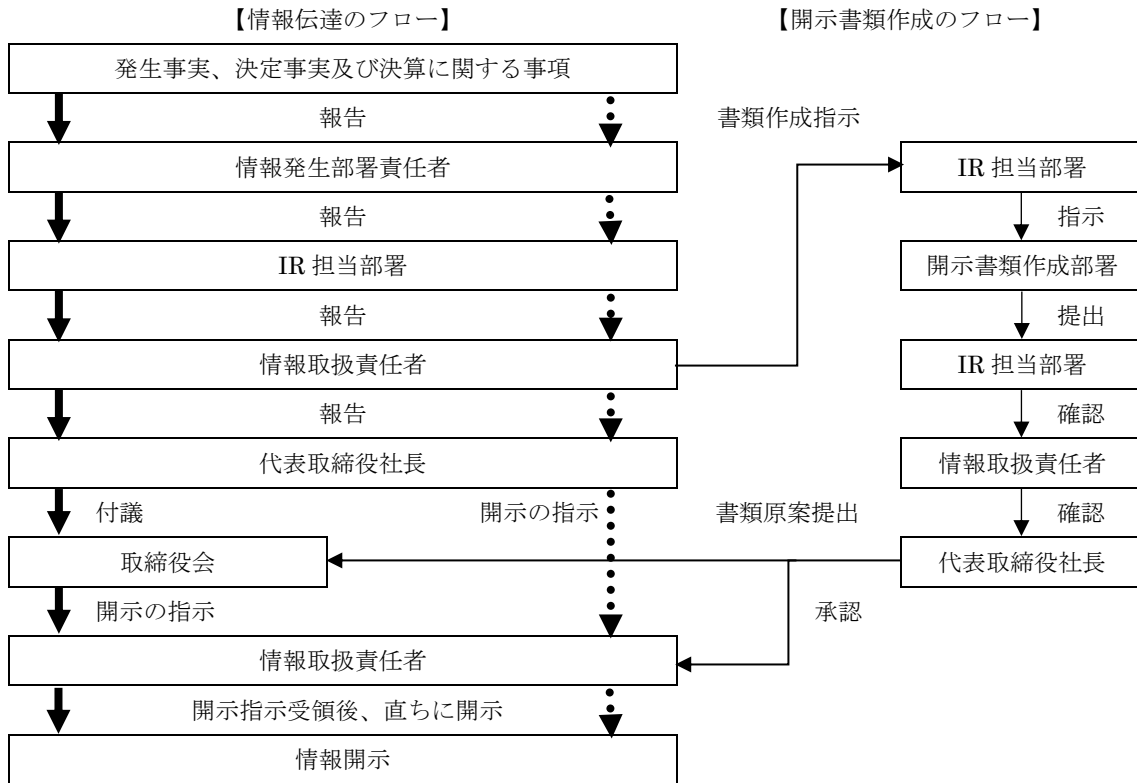 【情報伝達のフロー】
【開示書類作成のフロー】
発生事実、決定事実及び決算に関する事項
報告
書類作成指示
情報発生部署責任者
IR 担当部署
報告
指示
IR 担当部署
開示書類作成部署
報告
提出
情報取扱責任者
IR 担当部署
報告
確認
代表取締役社長
情報取扱責任者
付議
開示の指示
書類原案提出
確認
取締役会
代表取締役社長
開示の指示
承認
情報取扱責任者
開示指示受領後、直ちに開示
情報開示